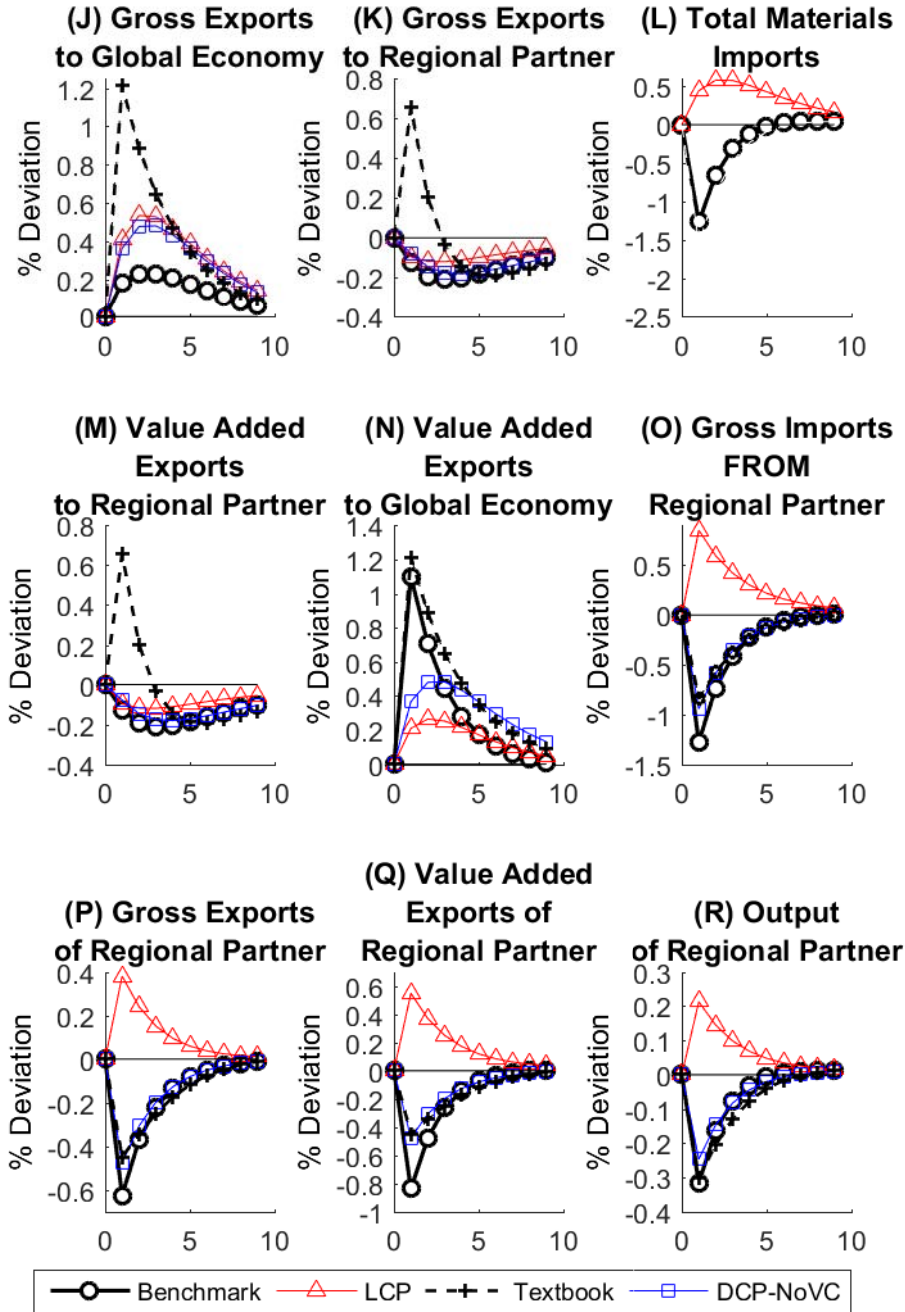 (J) Gross Exports
to Global Economy
(K) Gross Exports
to Regional Partner
(L) Total Materials
Imports
% Deviation
1.2
1
0.8
0.6
0.4
0.2
0
0 5 10
% Deviation
0.8
0.6
0.4
0.2
0
-0.2
-0.4
0 5 10
% Deviation
0.5
0
-0.5
-1
-1.5
-2
-2.5
0 5 10
(M) Value Added
Exports
to Regional Partner
(N) Value Added
Exports
to Global Economy
(O) Gross Imports
FROM
Regional Partner
% Deviation
0.8
0.6
0.4
0.2
0
-0.2
-0.4
0 5 10
% Deviation
1.4
1.2
1
0.8
0.6
0.4
0.2
0
0 5 10
% Deviation
0.5
0
-0.5
-1
-1.5
0 5 10
(P) Gross Exports
of Regional Partner
(Q) Value Added
Exports of
Regional Partner
(R) Output
of Regional Partner
% Deviation
0.4
0.2
0
-0.2
-0.4
-0.6
0 5 10
% Deviation
0.6
0.4
0.2
0
-0.2
-0.4
-0.6
-0.8
-1
0 5 10
% Deviation
0.3
0.2
0.1
0
-0.1
-0.2
-0.3
-0.4
0 5 10
Benchmark LCP Textbook DCP-NoVC